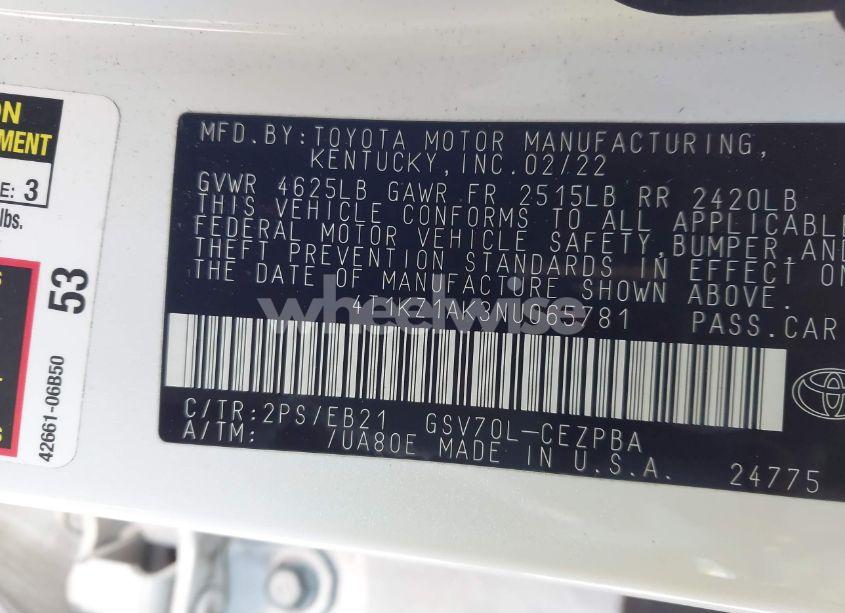 ON
EMENT
E: 3
lbs.
53
42661-06B50
MFD. BY: TOYOTA MOTOR MANUFACTURING,
KENTUCKY, INC. 02/22
GVWR 4625LB GAWR FR 2515LB RR 2420LB
THIS VEHICLE CONFORMS TO ALL APPLICABLE
FEDERAL MOTOR VEHICLE SAFETY, BUMPER, AND
THEFT PREVENTION STANDARDS IN EFFECT ON
THE DATE OF MANUFACTURE SHOWN ABOVE.
4T1KZ1AK3NU065781 PASS.CAR
wheelwise
C/TR: 2PS/EB21 GSV70L-CEZPBA
A/TM: /UA80E MADE IN U.S.A. 24775